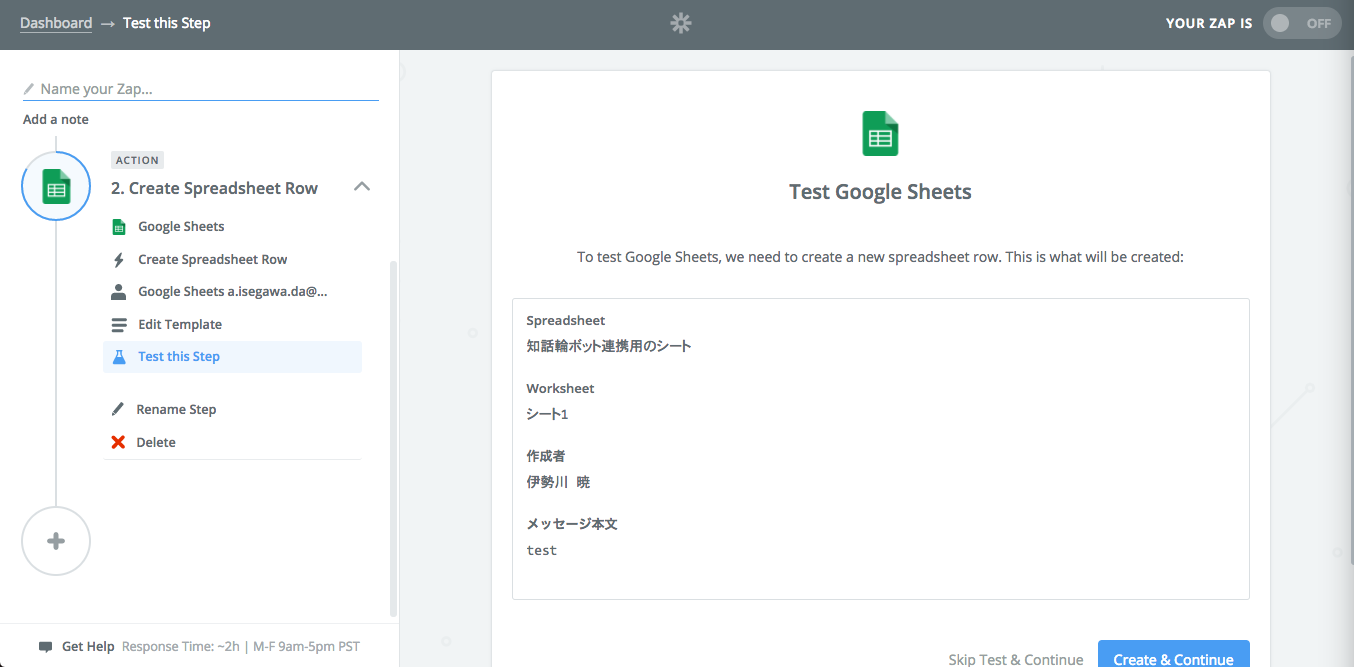 Dashboard → Test this Step
YOUR ZAP IS OFF
Name your Zap...
Add a note
ACTION
2. Create Spreadsheet Row
Google Sheets
Create Spreadsheet Row
Google Sheets a.isegawa.da@...
Edit Template
Test this Step
Rename Step
Delete
Get Help Response Time: ~2h | M-F 9am-5pm PST
Test Google Sheets
To test Google Sheets, we need to create a new spreadsheet row. This is what will be created:
Spreadsheet
知話輪ボット連携用のシート
Worksheet
シート1
作成者
伊勢川 暁
メッセージ本文
test
Skip Test & Continue
Create & Continue